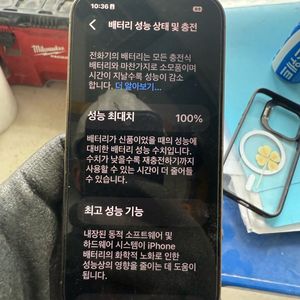 10:36
배터리 성능 상태 및 충전
전화기의 배터리는 모든 충전식
배터리와 마찬가지로 소모품이며
시간이 지날수록 성능이 감소
합니다. 더 알아보기...
성능 최대치 100%
배터리가 신품이었을 때의 성능에
대비한 배터리 성능 수치입니다.
수치가 낮을수록 재충전하기까지
사용할 수 있는 시간이 더 줄어들
수 있습니다.
최고 성능 기능
내장된 동적 소프트웨어 및
하드웨어 시스템이 iPhone
배터리의 화학적 노화로 인한
성능상의 영향을 줄이는 데 도움이
됩니다.
Milwaukee